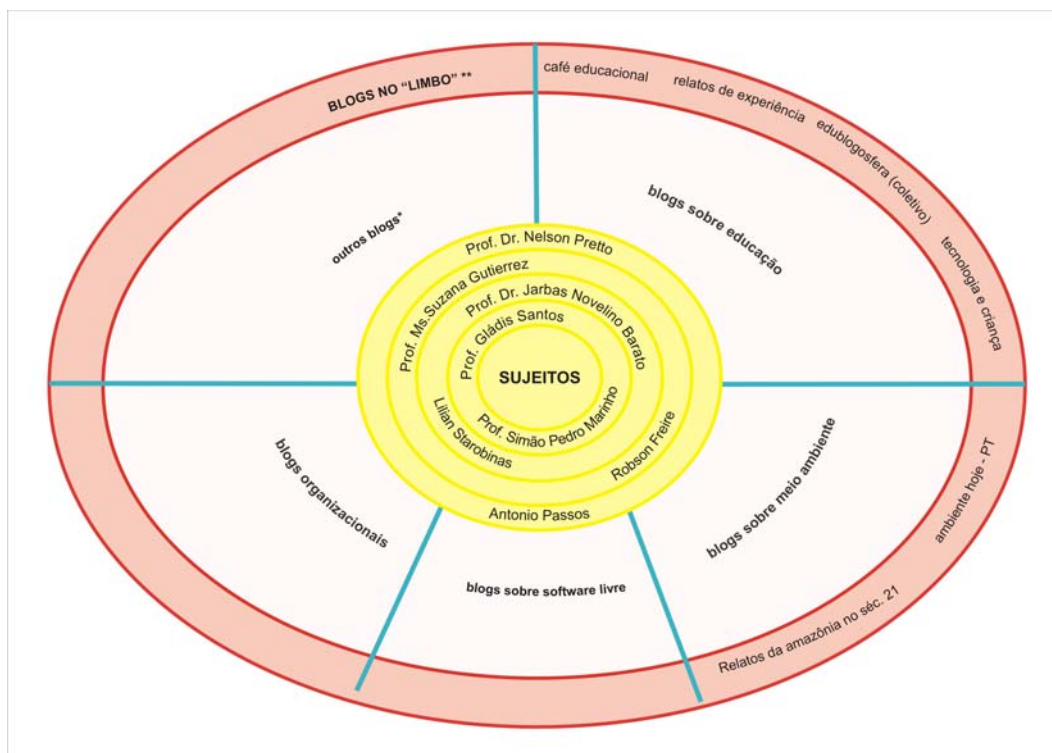 BLOGS NO “LIMBO” **
café educacional
relatos de experiência
edublogosfera (coletivo)
tecnologia e criança
outros blogs*
blogs sobre educação
Prof. Dr. Nelson Pretto
Prof. Ms.Suzana Gutierrez
Prof. Dr. Jarbas Novelino Barato
Prof. Gládis Santos
SUJEITOS
Prof. Simão Pedro Marinho
Lílian Starobinas
Robson Freire
Antonio Passos
blogs organizacionais
blogs sobre software livre
blogs sobre meio ambiente
ambiente hoje - PT
Relatos da amazônia no séc. 21